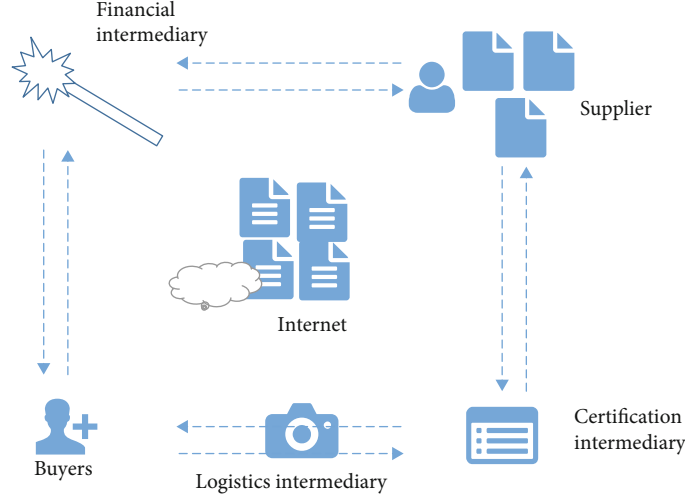 Financial
intermediary
Supplier
Internet
Certification
intermediary
Buyers
Logistics intermediary